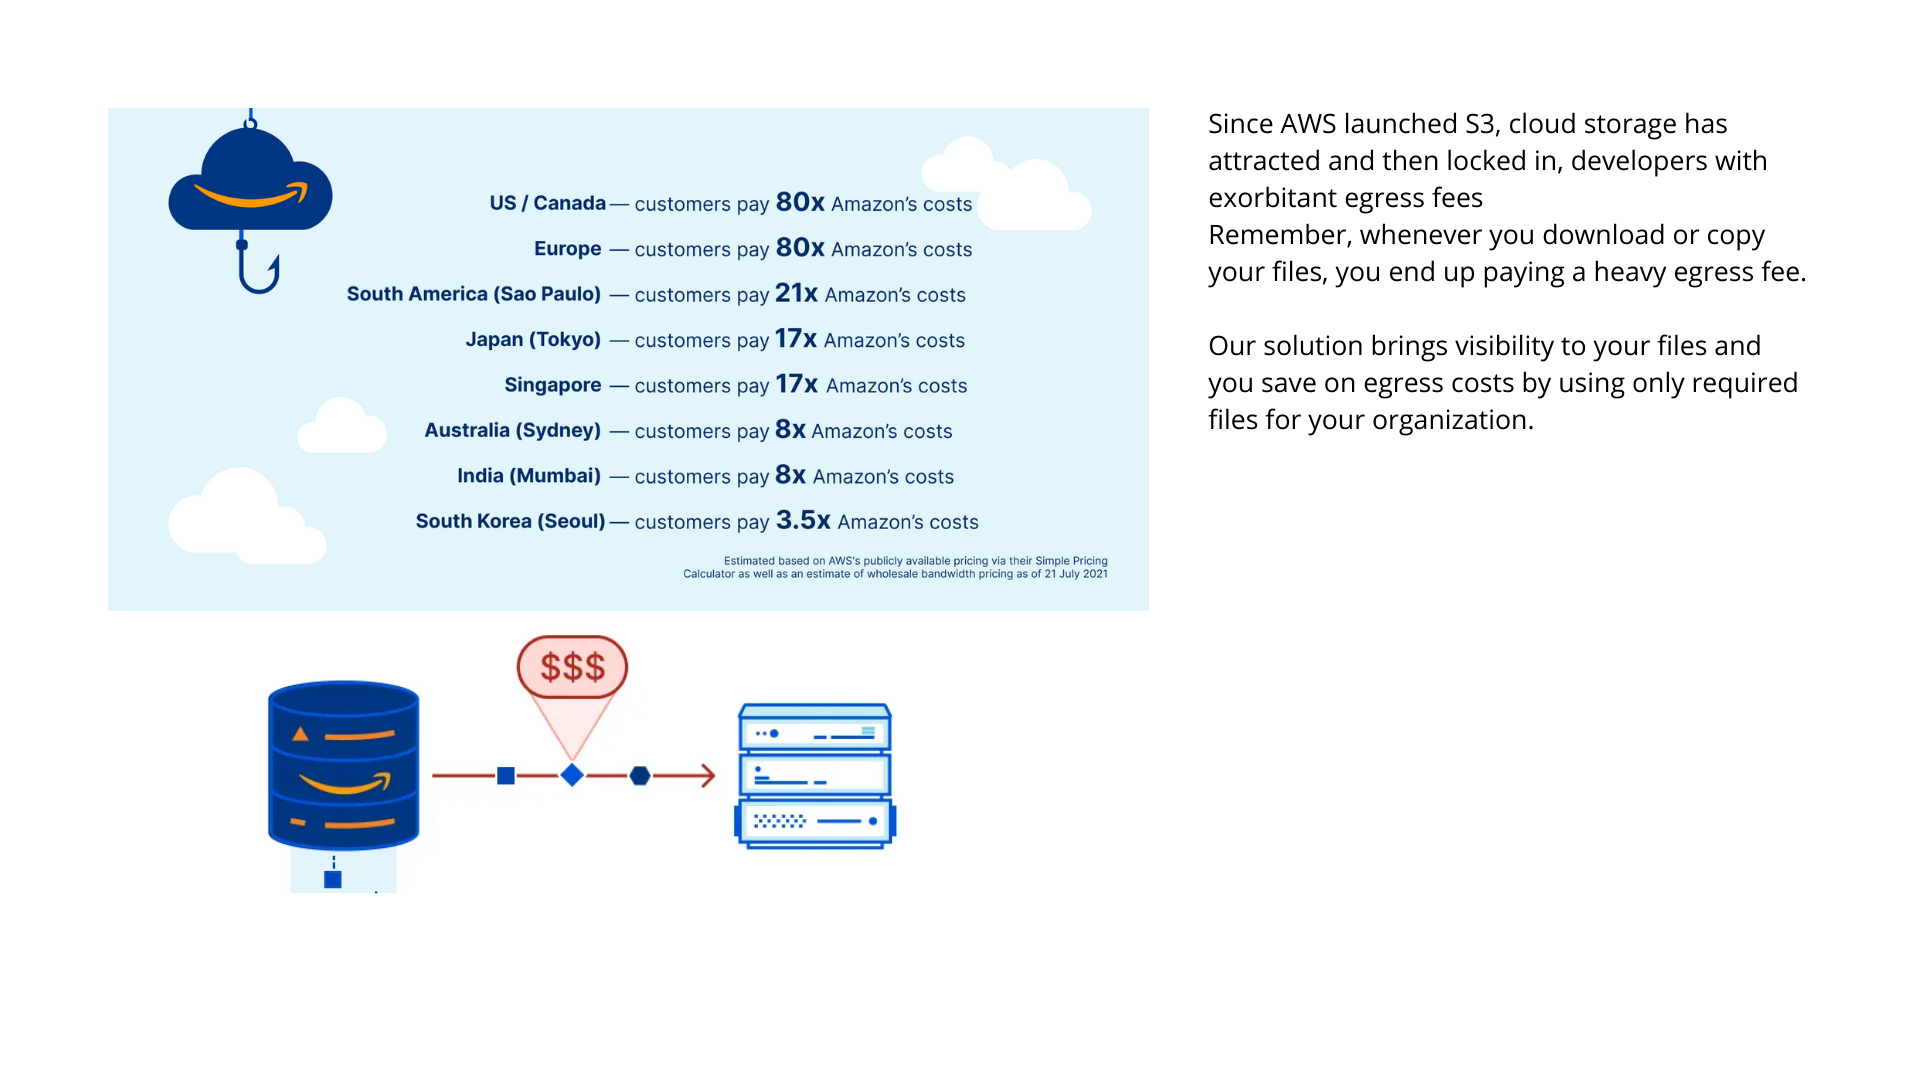 US / Canada — customers pay 80x Amazon's costs
Europe — customers pay 80x Amazon's costs
South America (Sao Paulo) — customers pay 21x Amazon's costs
Japan (Tokyo) — customers pay 17x Amazon's costs
Singapore — customers pay 17x Amazon's costs
Australia (Sydney) — customers pay 8x Amazon's costs
India (Mumbai) — customers pay 8x Amazon's costs
South Korea (Seoul) — customers pay 3.5x Amazon's costs
Estimated based on AWS's publicly available pricing via their Simple Pricing
Calculator as well as an estimate of wholesale bandwidth pricing as of 21 July 2021
$$$
Since AWS launched S3, cloud storage has
attracted and then locked in, developers with
exorbitant egress fees
Remember, whenever you download or copy
your files, you end up paying a heavy egress fee.
Our solution brings visibility to your files and
you save on egress costs by using only required
files for your organization.